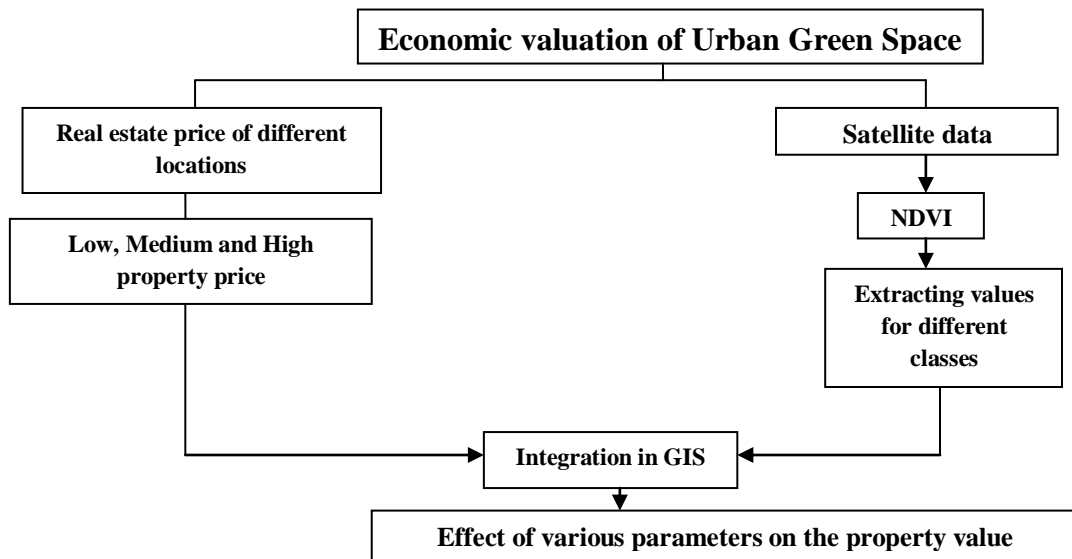 Economic valuation of Urban Green Space
Real estate price of different
locations
Low, Medium and High
property price
Satellite data
NDVI
Extracting values
for different
classes
Integration in GIS
Effect of various parameters on the property value